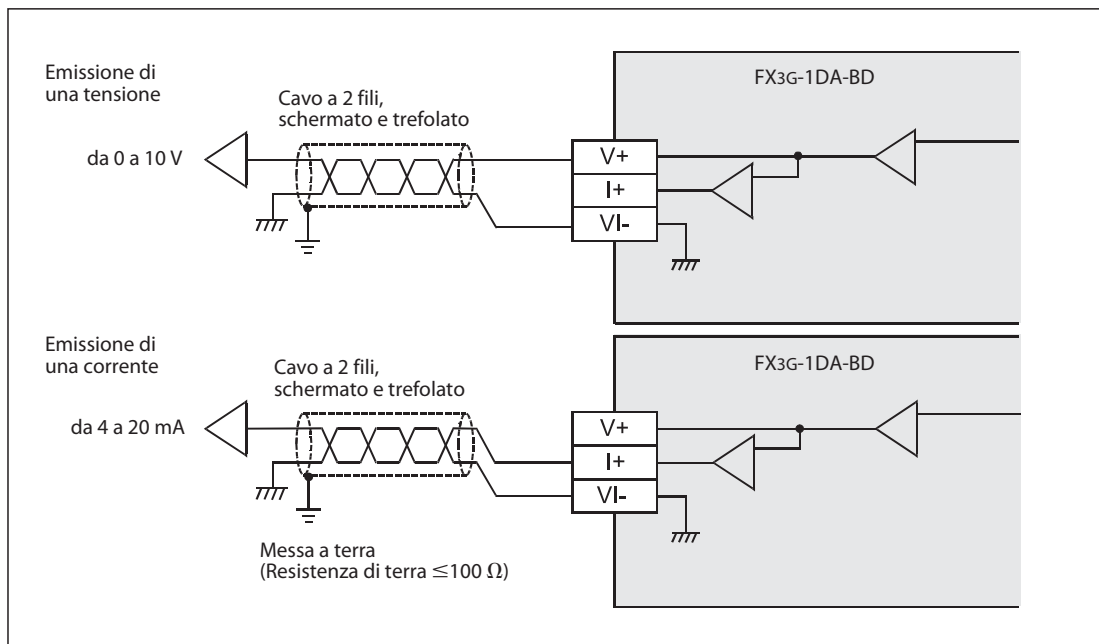 Emissione di
una tensione
da 0 a 10 V
Cavo a 2 fili,
schermato e trefolato
FX3G-1DA-BD
V+
I+
VI-
Emissione di
una corrente
da 4 a 20 mA
Cavo a 2 fili,
schermato e trefolato
FX3G-1DA-BD
V+
I+
VI-
Messa a terra
(Resistenza di terra ≤100 Ω)